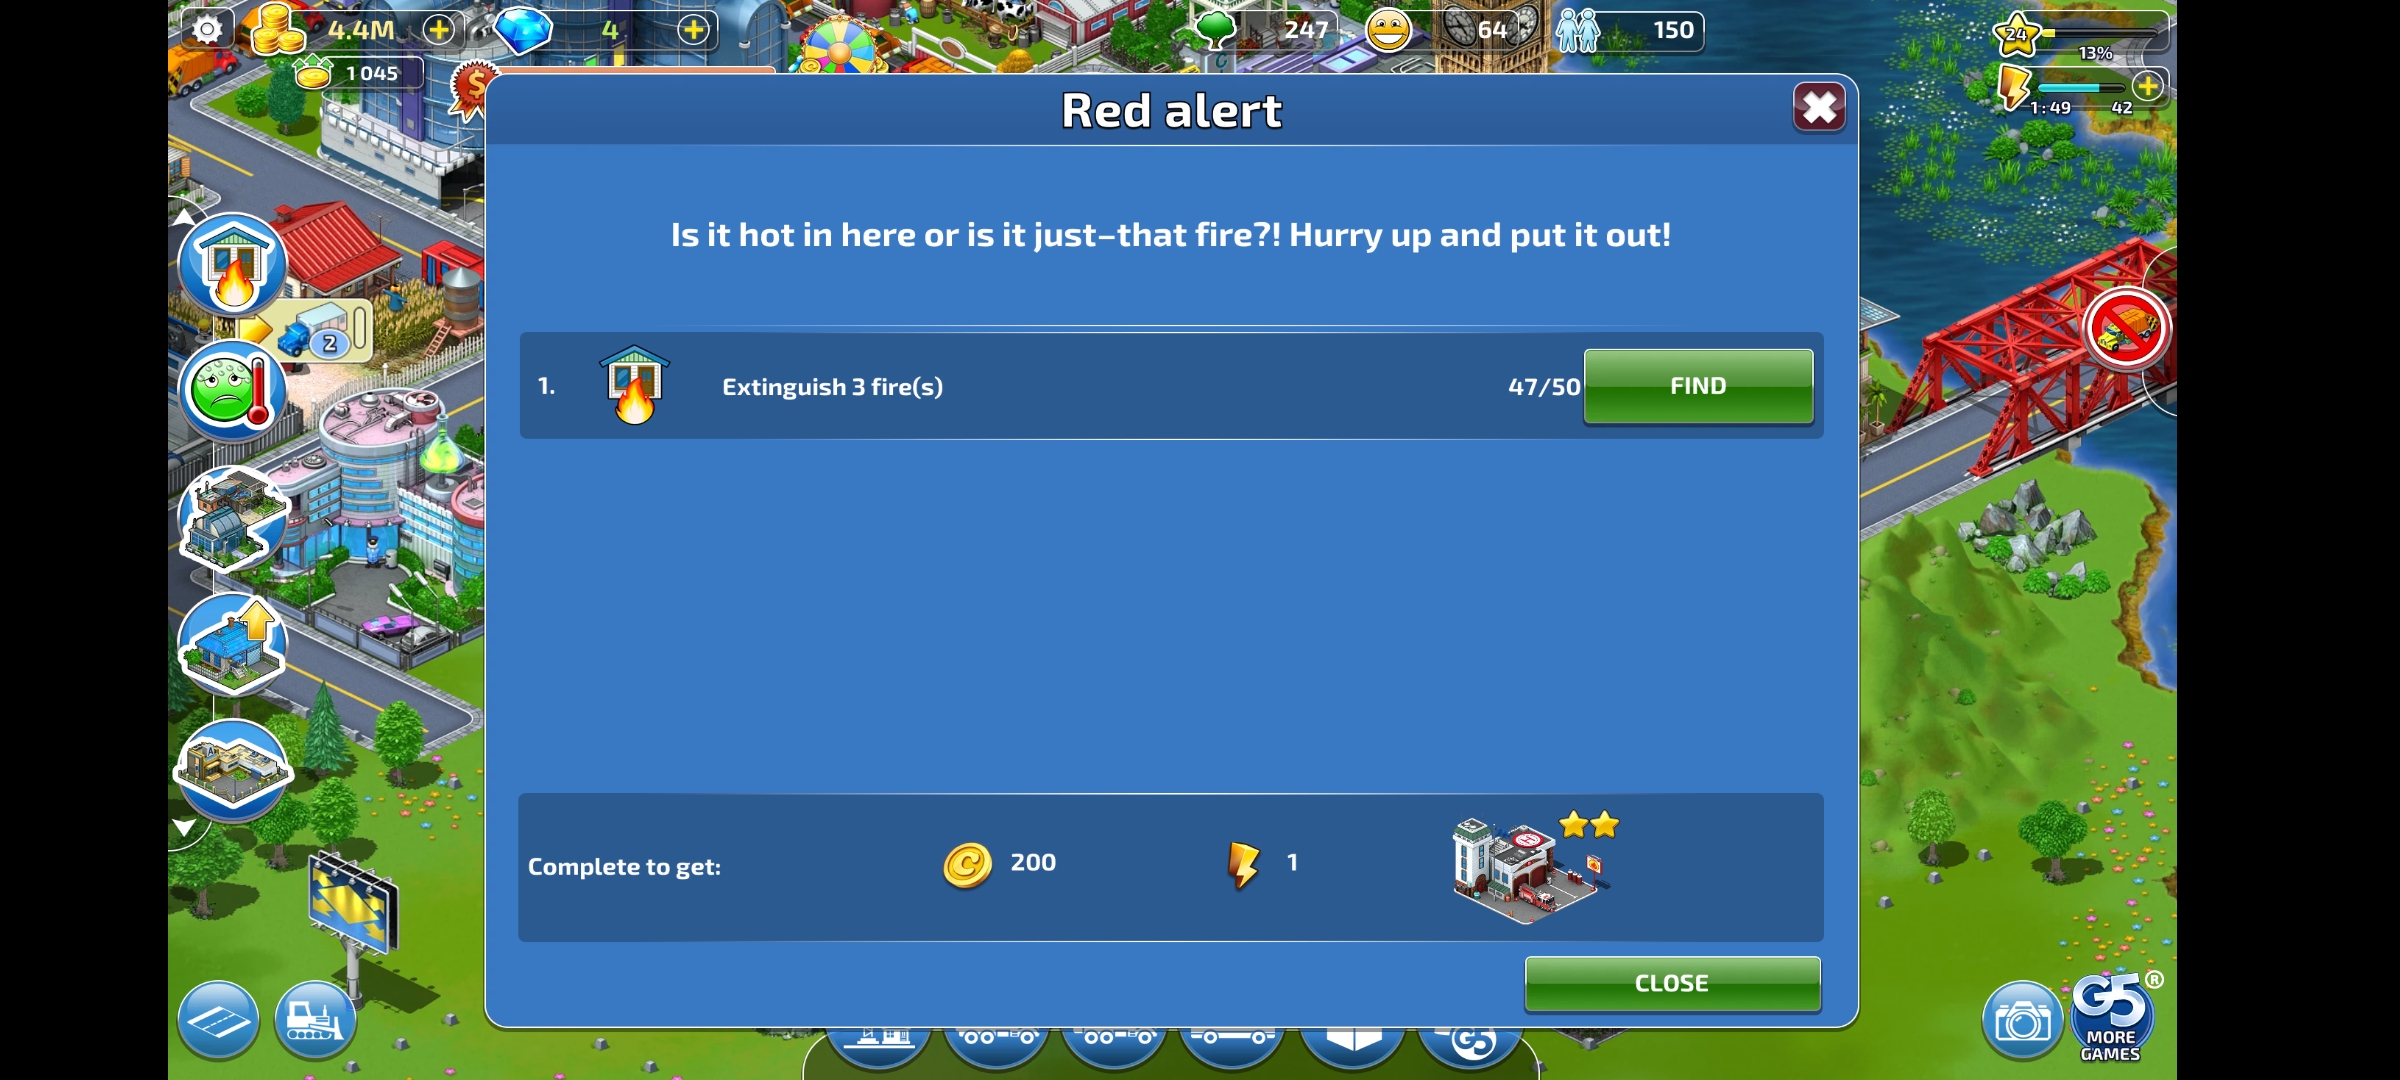 4.4M
4
247
64
150
24
13%
1 045
1:49
42
Red alert
Is it hot in here or is it just–that fire?! Hurry up and put it out!
2
1.
Extinguish 3 fire(s)
47/50
FIND
Complete to get:
200
1
CLOSE
G5
G5 ®
MORE
GAMES